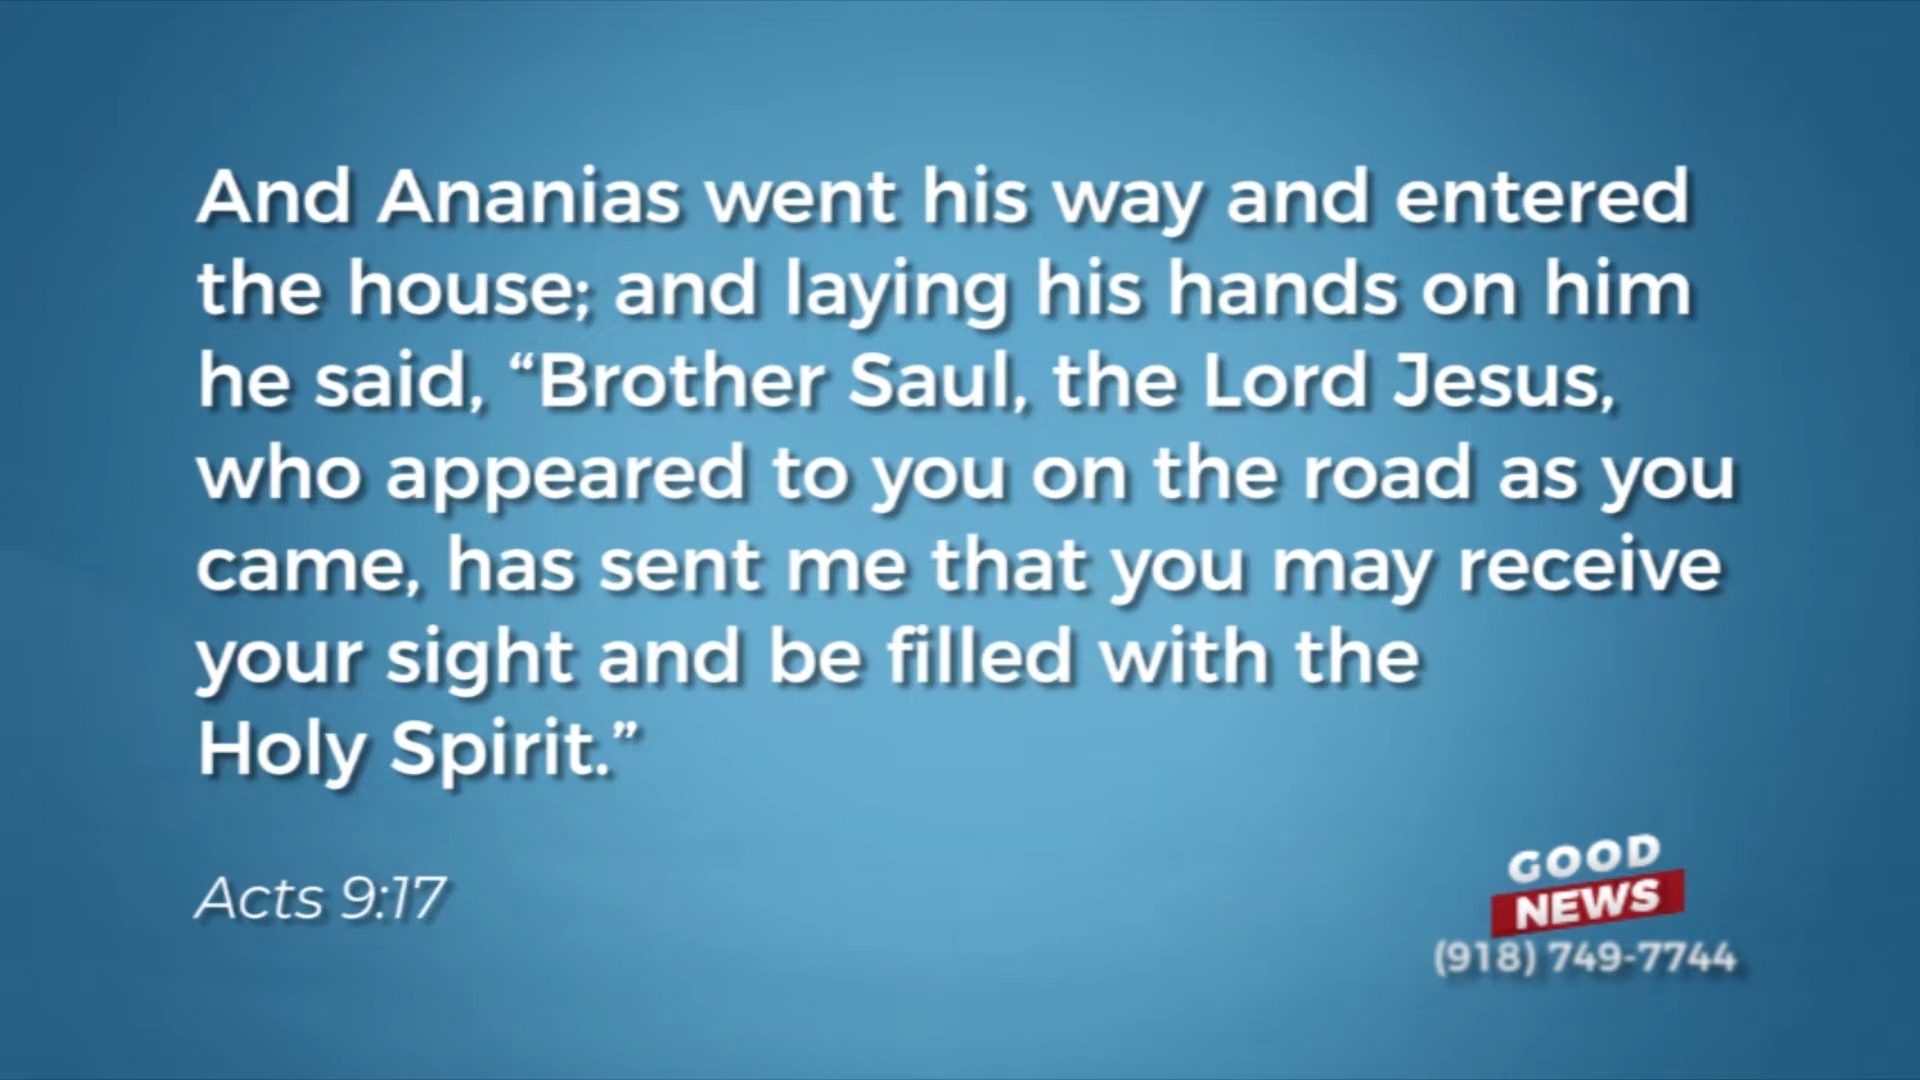 And Ananias went his way and entered
the house; and laying his hands on him
he said, “Brother Saul, the Lord Jesus,
who appeared to you on the road as you
came, has sent me that you may receive
your sight and be filled with the
Holy Spirit.”
Acts 9:17
GOOD
NEWS
(918) 749-7744